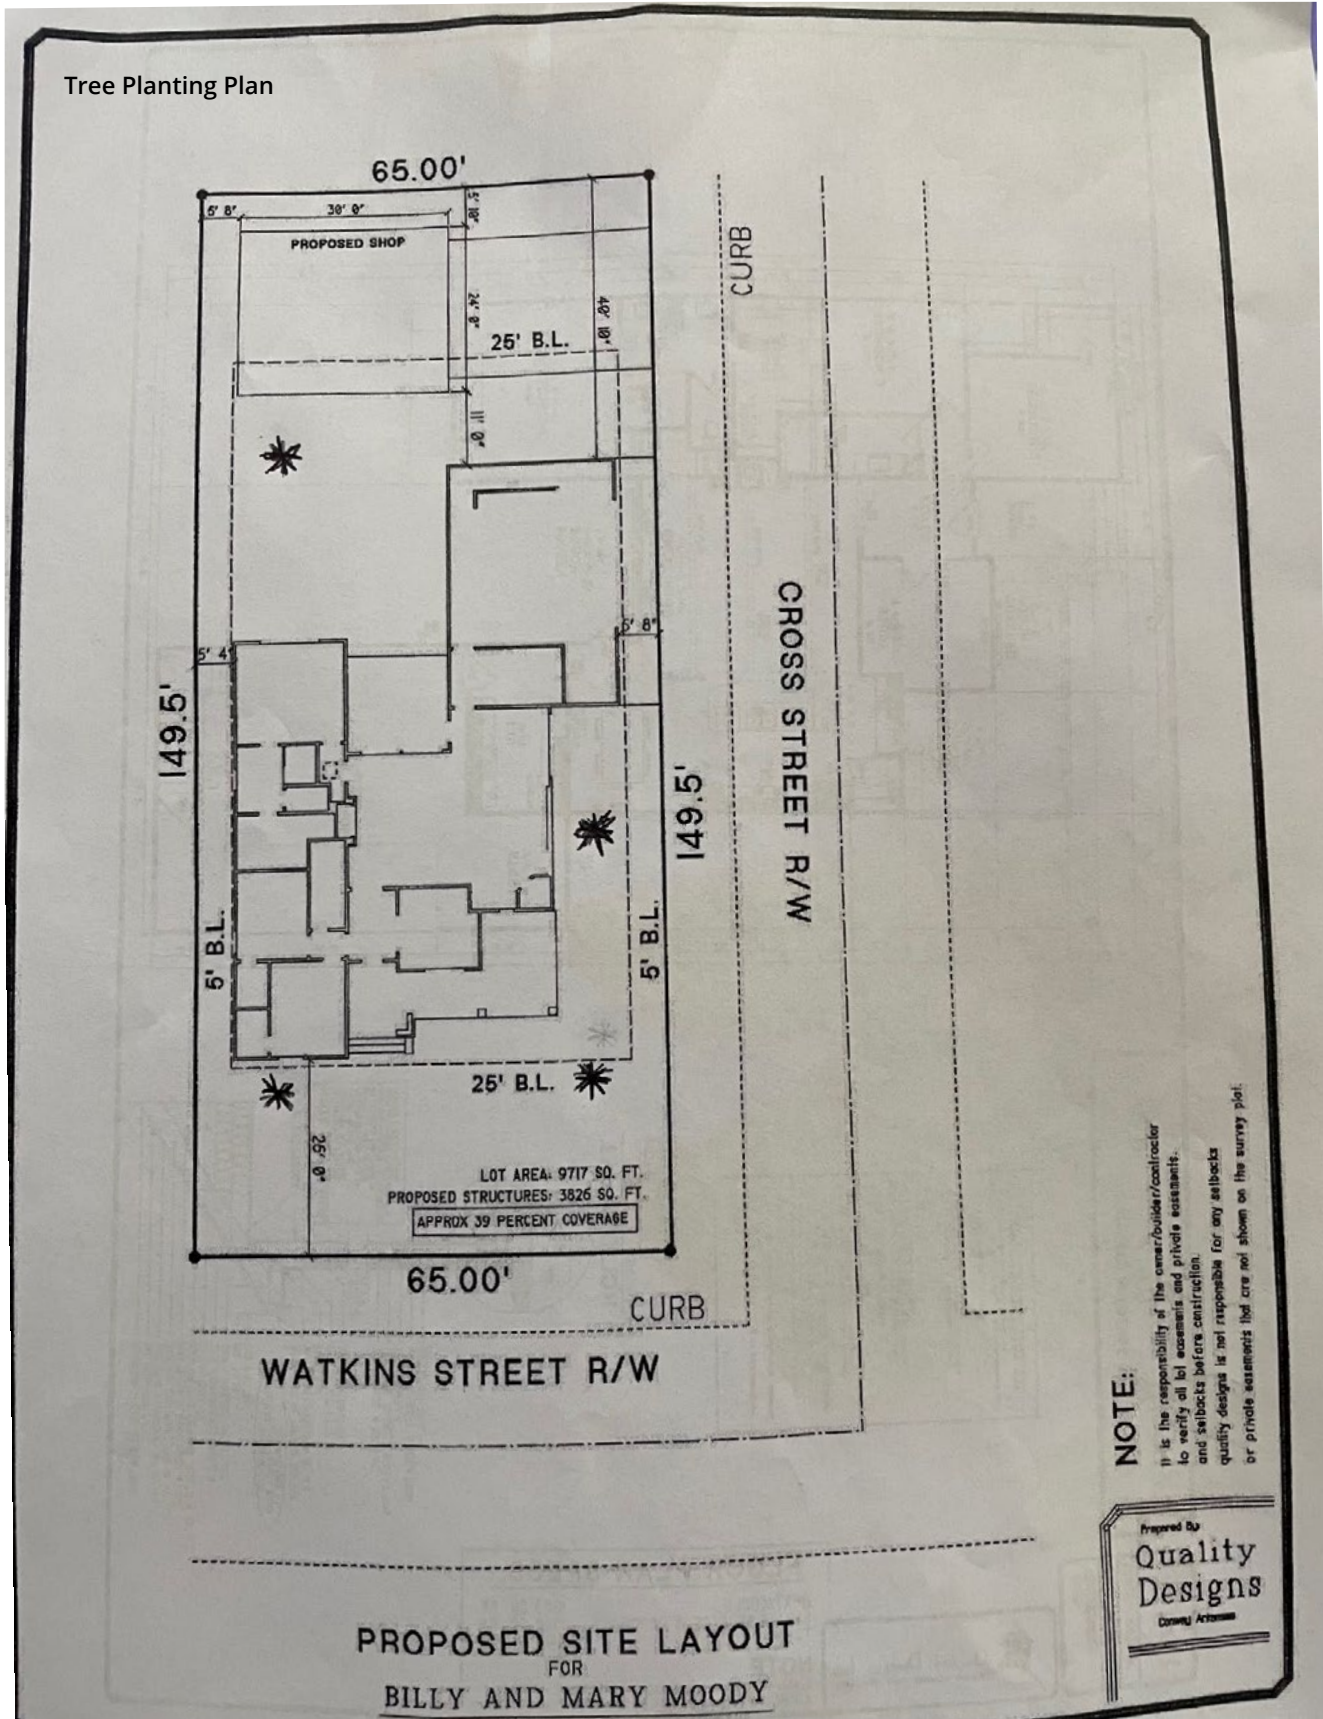 Tree Planting Plan
65.00'
5' 8"
30' 0"
5' 10"
PROPOSED SHOP
24' 0"
40' 10"
25' B.L.
11' 0"
CURB
CROSS STREET R/W
5' 4"
5' 8"
149.5'
149.5'
5' B.L.
5' B.L.
25' B.L.
LOT AREA: 9717 SQ. FT.
PROPOSED STRUCTURES: 3826 SQ. FT.
APPROX 39 PERCENT COVERAGE
65.00'
CURB
WATKINS STREET R/W
NOTE:
It is the responsibility of the owner/builder/contractor
to verify all lot easements and private easements.
and setbacks before construction.
quality designs is not responsible for any setbacks
or private easements that are not shown on the survey plat.
Prepared By
Quality
Designs
Conway Arkansas
PROPOSED SITE LAYOUT
FOR
BILLY AND MARY MOODY